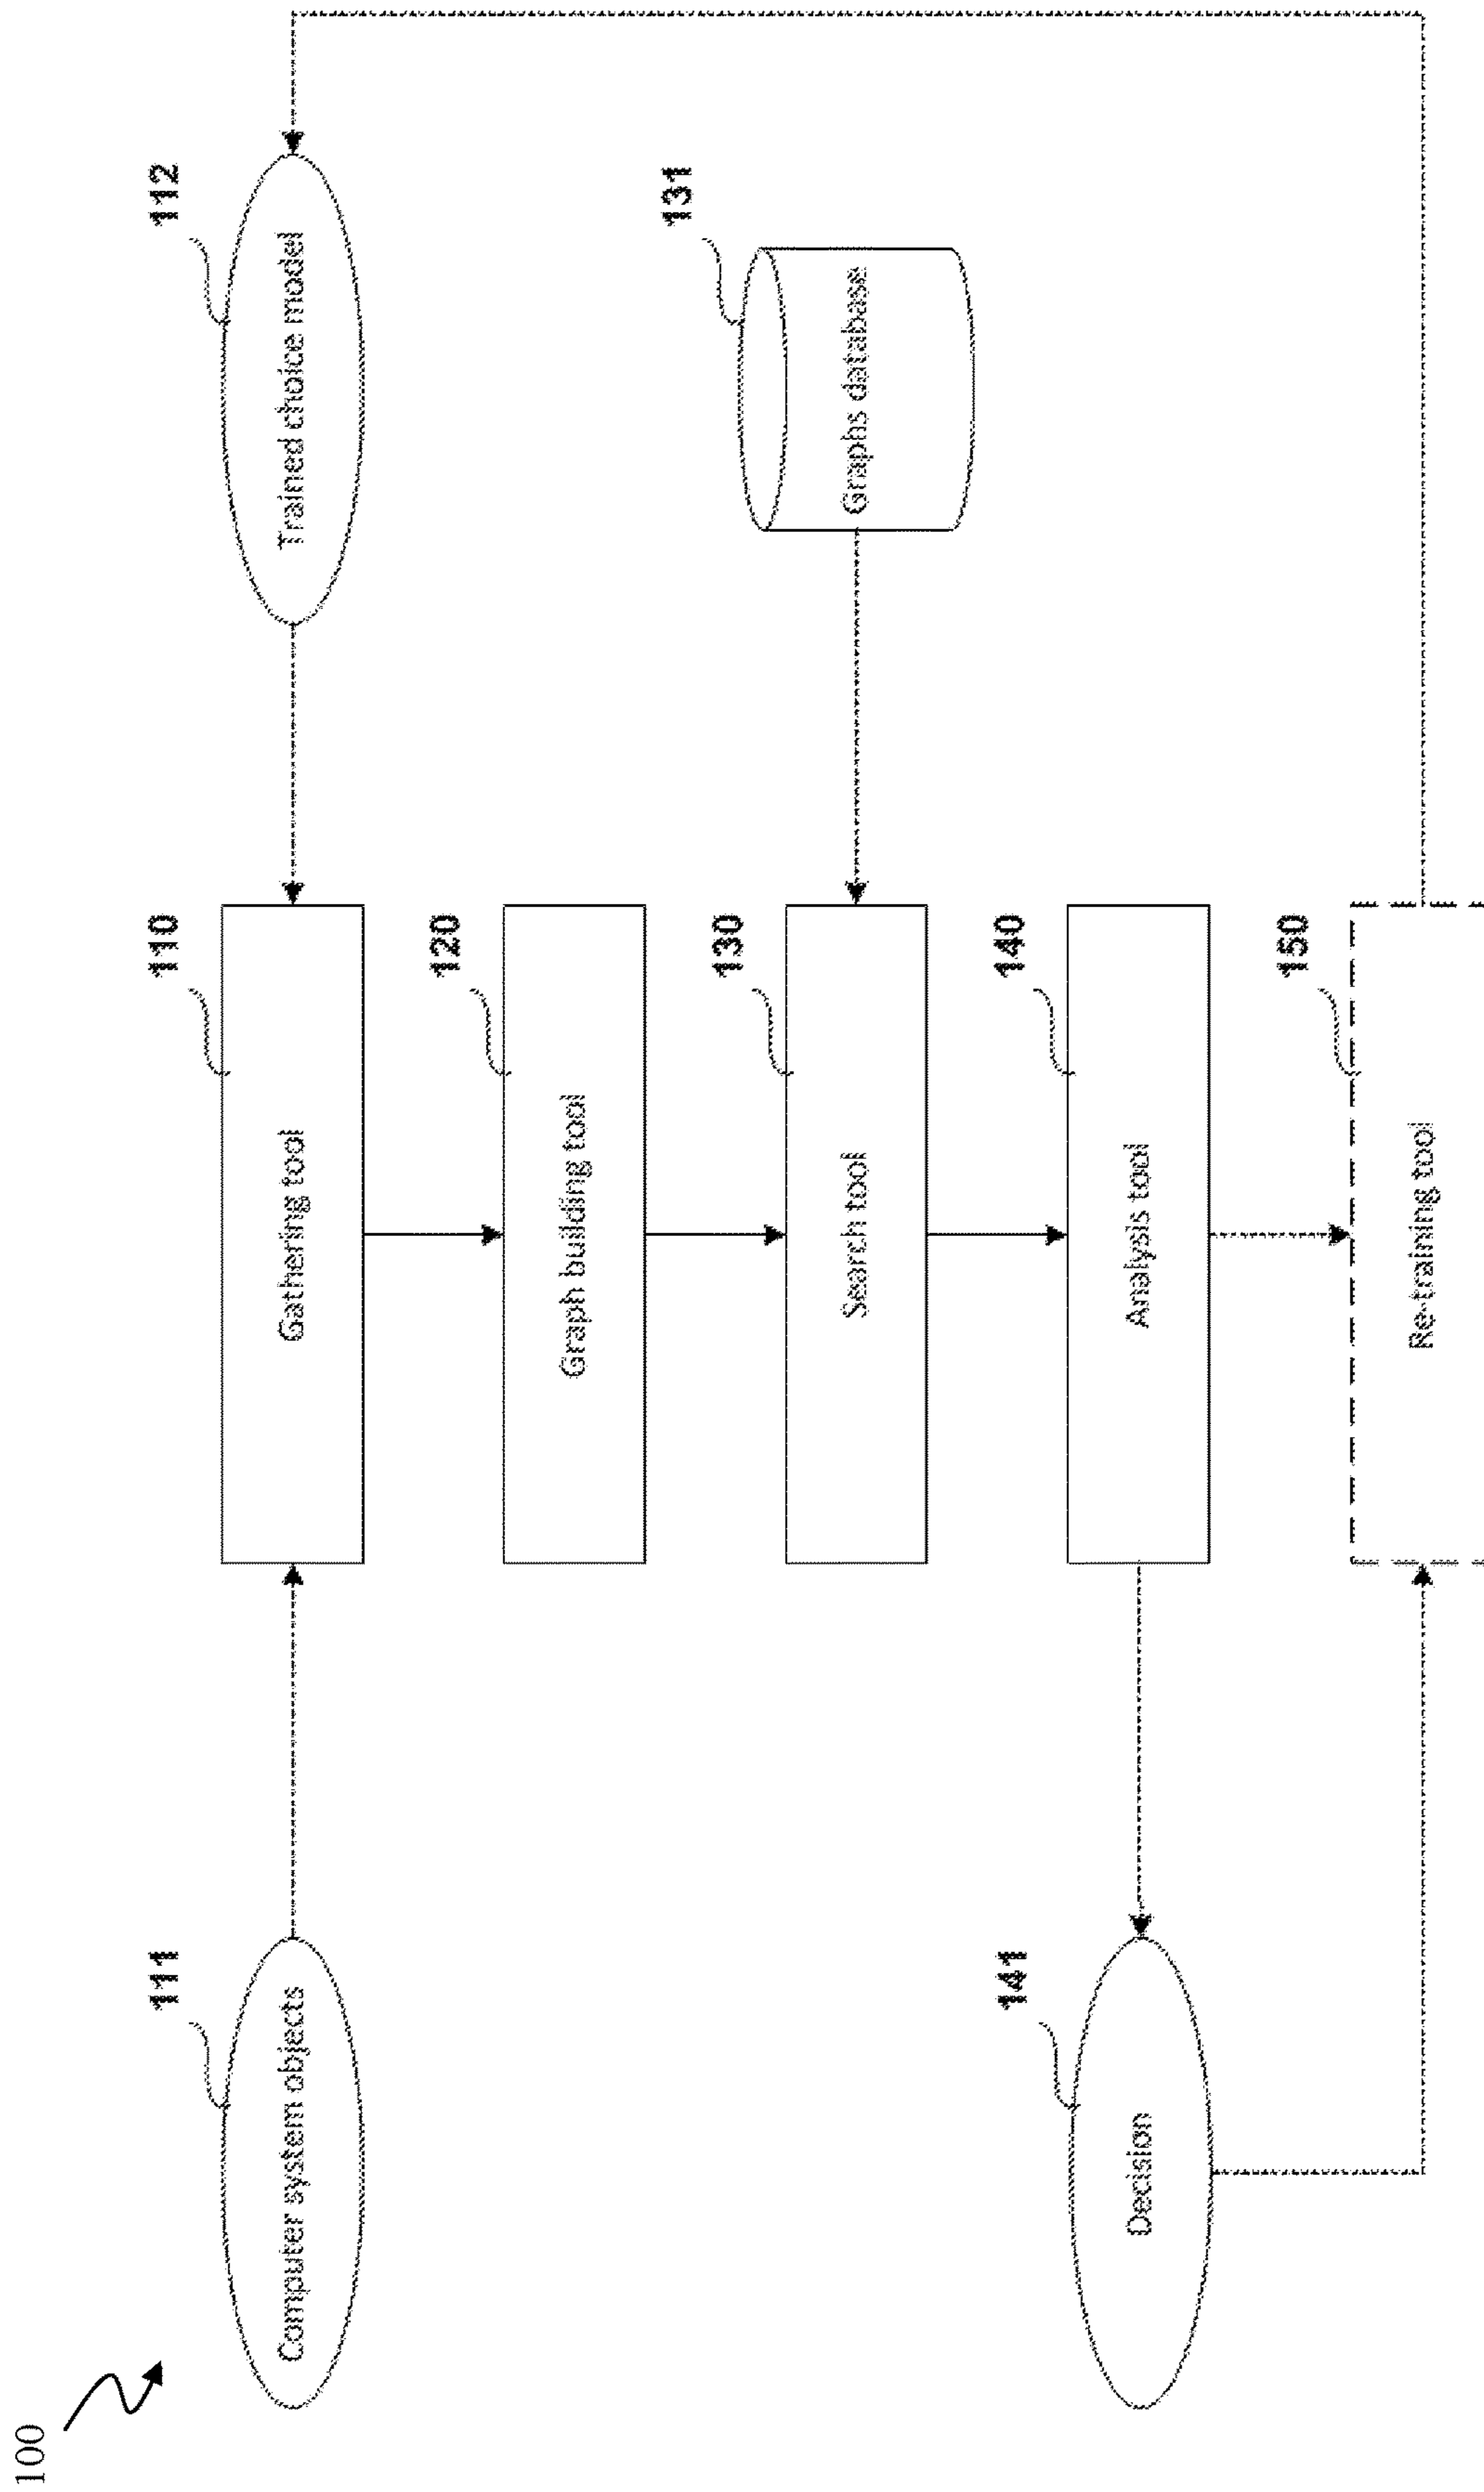 100
111
Computer system objects
110
Gathering tool
112
Trained choice model
120
Graph building tool
130
Search tool
131
Graphs database
141
Decision
140
Analysis tool
150
Re-training tool